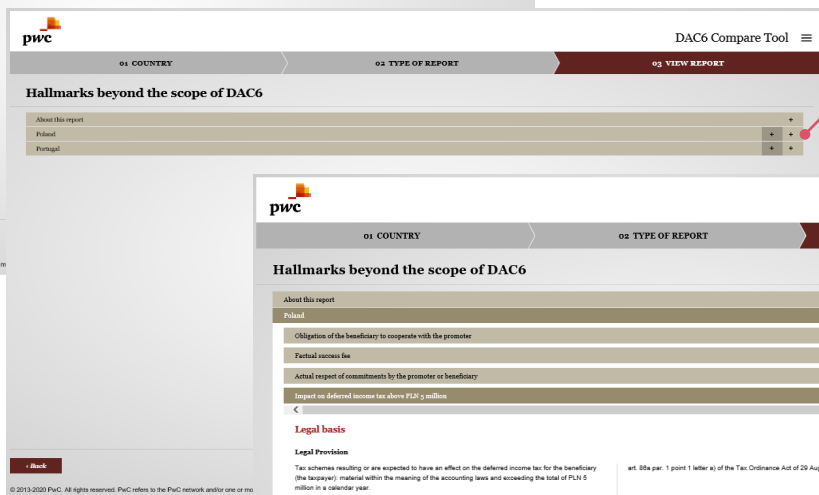 pwc
DAC6 Compare Tool
01 COUNTRY
02 TYPE OF REPORT
03 VIEW REPORT
Hallmarks beyond the scope of DAC6
About this report
+
Poland
+ +
Portugal
+ +
pwc
01 COUNTRY
02 TYPE OF REPORT
Hallmarks beyond the scope of DAC6
About this report
Poland
Obligation of the beneficiary to cooperate with the promoter
Factual success fee
Actual respect of commitments by the promoter or beneficiary
Impact on deferred income tax above PLN 5 million
Legal basis
Legal Provision
Tax schemes resulting or are expected to have an effect on the deferred income tax for the beneficiary
(the taxpayer): material within the meaning of the accounting laws and exceeding the total of PLN 5
million in a calendar year.
art. 86a par. 1 point 1 letter a) of the Tax Ordinance Act of 29 Aug
‹ Back
© 2013-2020 PwC. All rights reserved. PwC refers to the PwC network and/or one or mo